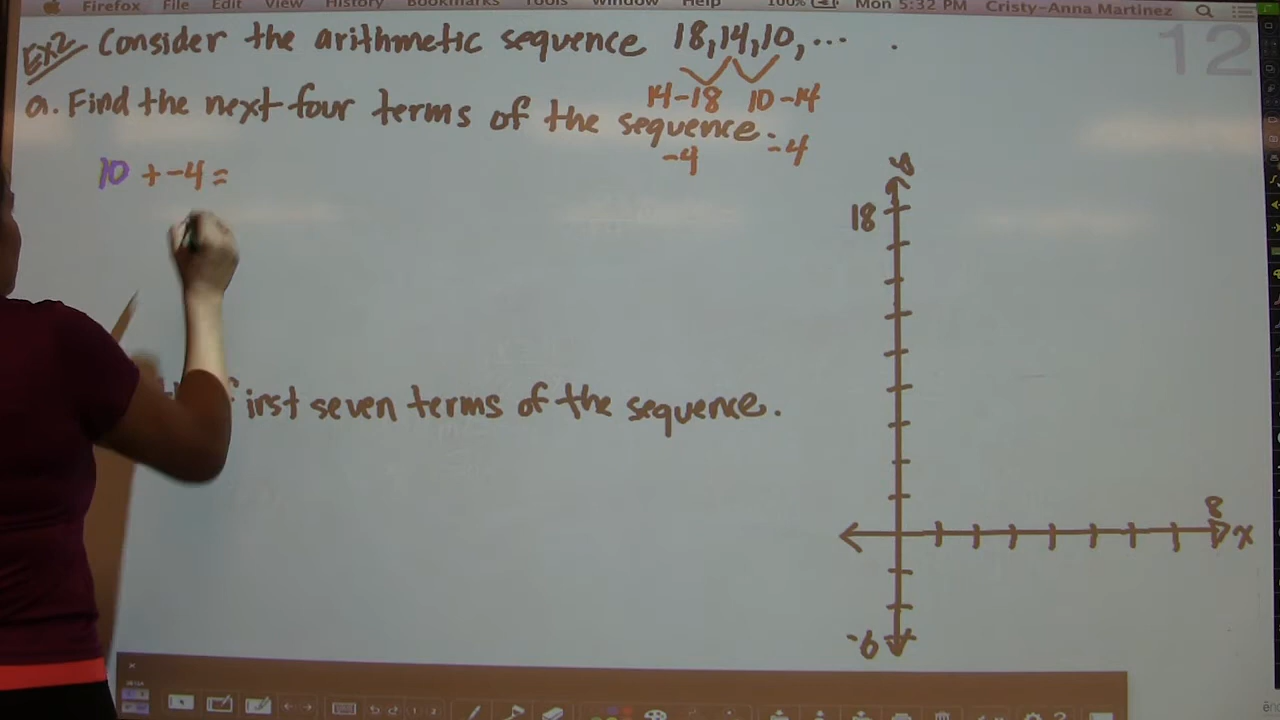 Firefox File Edit View History Bookmarks Tools Window Help 100% Mon 5:32 PM Cristy-Anna Martinez
12
Ex2 Consider the arithmetic sequence 18, 14, 10, ...
14-18 10-14
a. Find the next four terms of the sequence.
-4 -4
10 + -4 =
18
first seven terms of the sequence.
8
x
-6